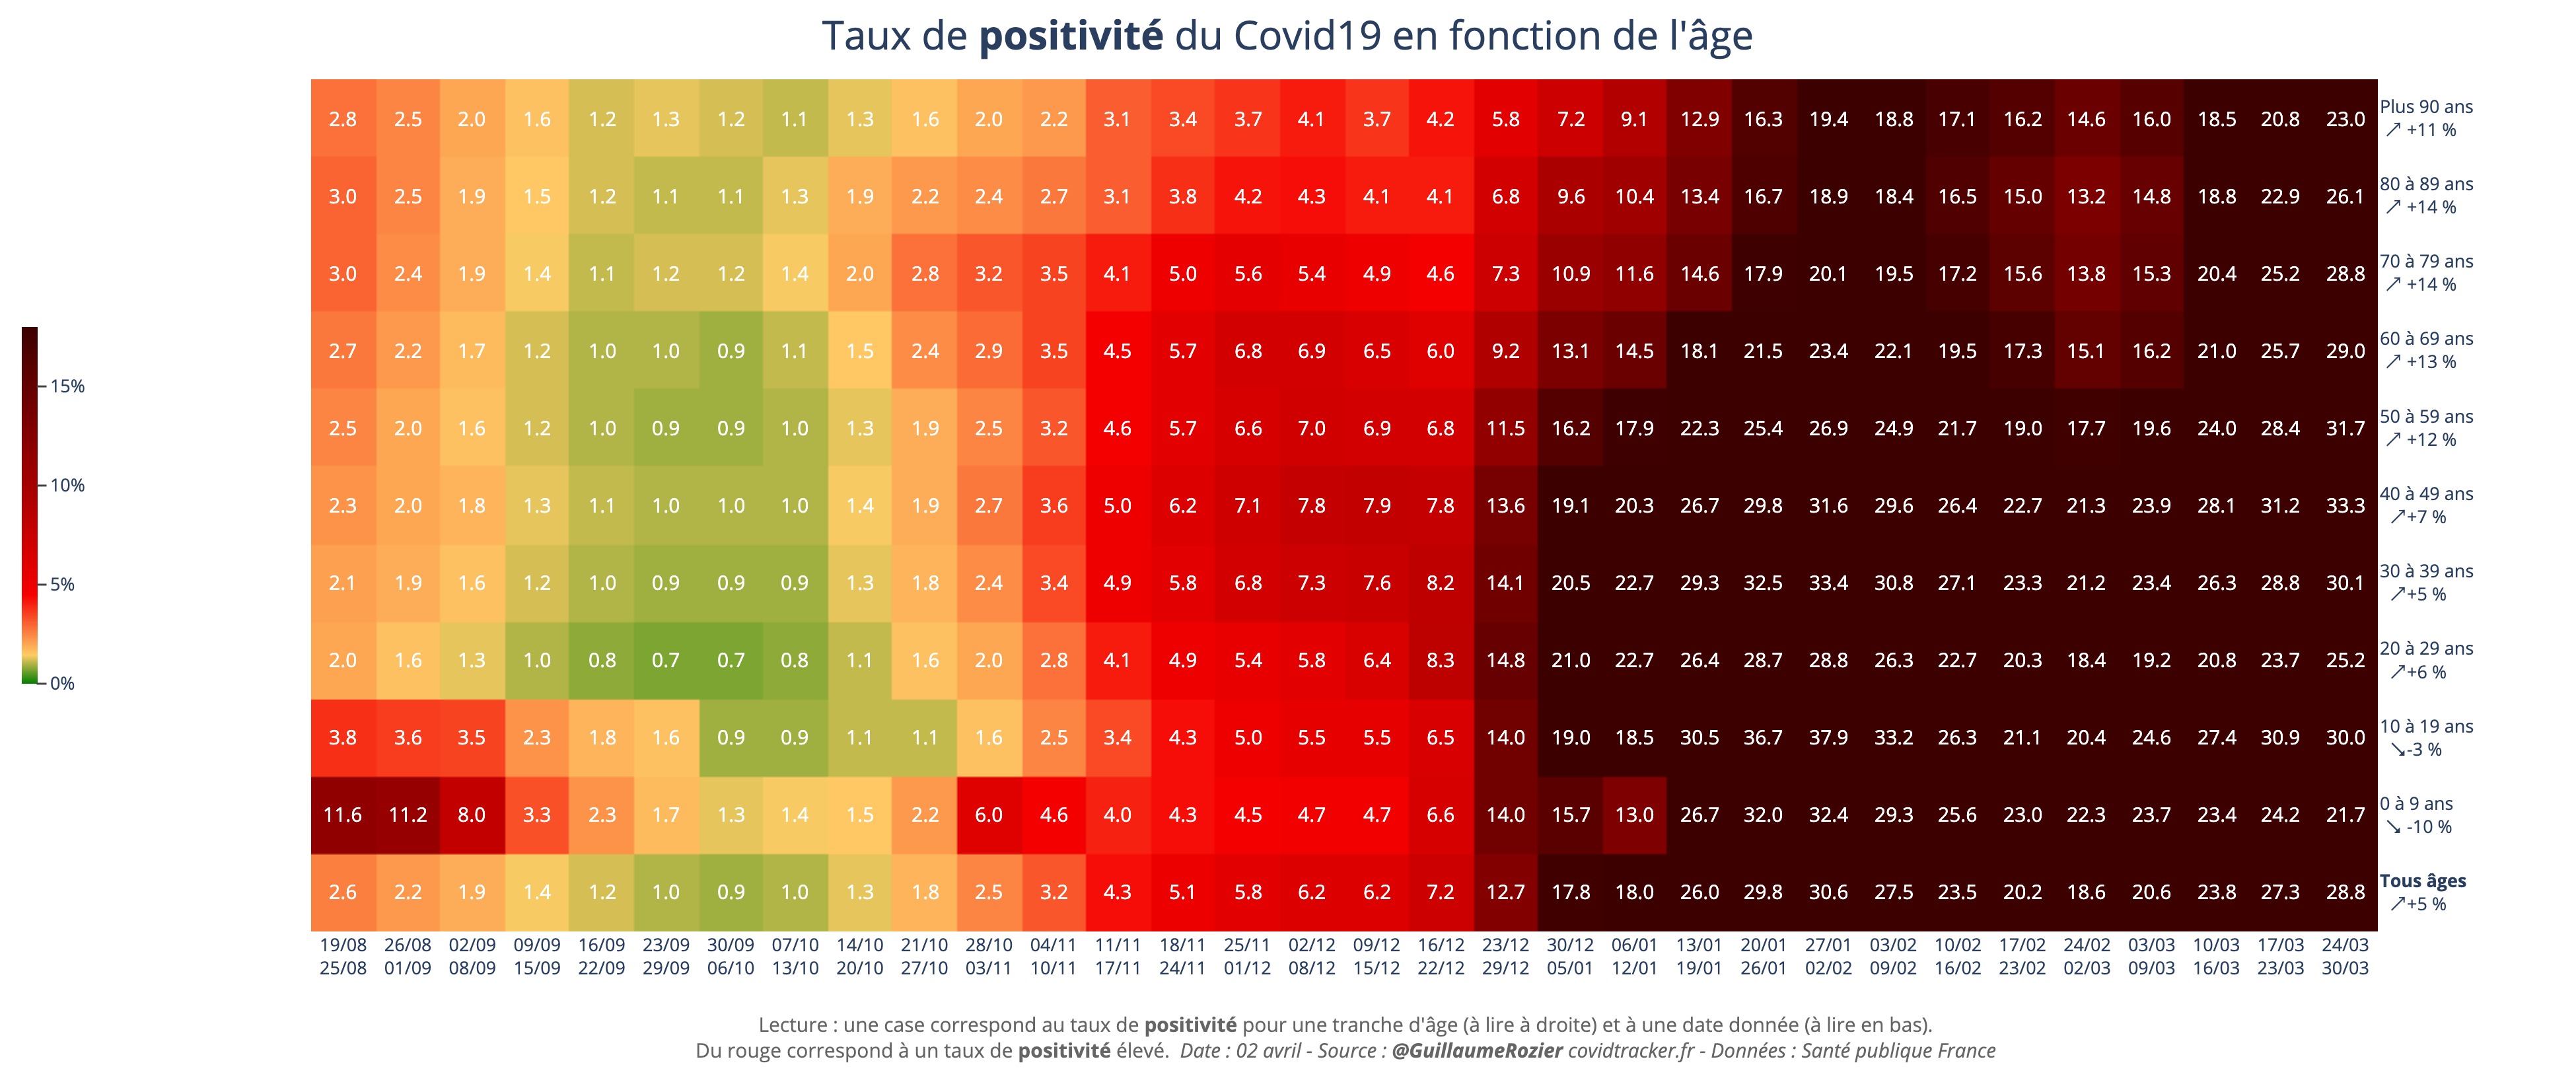 Taux de positivité du Covid19 en fonction de l'âge
2.8 2.5 2.0 1.6 1.2 1.3 1.2 1.1 1.3 1.6 2.0 2.2 3.1 3.4 3.7 4.1 3.7 4.2 5.8 7.2 9.1 12.9 16.3 19.4 18.8 17.1 16.2 14.6 16.0 18.5 20.8 23.0 Plus 90 ans
↗ +11 %
3.0 2.5 1.9 1.5 1.2 1.1 1.1 1.3 1.9 2.2 2.4 2.7 3.1 3.8 4.2 4.3 4.1 4.1 6.8 9.6 10.4 13.4 16.7 18.9 18.4 16.5 15.0 13.2 14.8 18.8 22.9 26.1 80 à 89 ans
↗ +14 %
3.0 2.4 1.9 1.4 1.1 1.2 1.2 1.4 2.0 2.8 3.2 3.5 4.1 5.0 5.6 5.4 4.9 4.6 7.3 10.9 11.6 14.6 17.9 20.1 19.5 17.2 15.6 13.8 15.3 20.4 25.2 28.8 70 à 79 ans
↗ +14 %
2.7 2.2 1.7 1.2 1.0 1.0 0.9 1.1 1.5 2.4 2.9 3.5 4.5 5.7 6.8 6.9 6.5 6.0 9.2 13.1 14.5 18.1 21.5 23.4 22.1 19.5 17.3 15.1 16.2 21.0 25.7 29.0 60 à 69 ans
↗ +13 %
2.5 2.0 1.6 1.2 1.0 0.9 0.9 1.0 1.3 1.9 2.5 3.2 4.6 5.7 6.6 7.0 6.9 6.8 11.5 16.2 17.9 22.3 25.4 26.9 24.9 21.7 19.0 17.7 19.6 24.0 28.4 31.7 50 à 59 ans
↗ +12 %
2.3 2.0 1.8 1.3 1.1 1.0 1.0 1.0 1.4 1.9 2.7 3.6 5.0 6.2 7.1 7.8 7.9 7.8 13.6 19.1 20.3 26.7 29.8 31.6 29.6 26.4 22.7 21.3 23.9 28.1 31.2 33.3 40 à 49 ans
↗+7 %
2.1 1.9 1.6 1.2 1.0 0.9 0.9 0.9 1.3 1.8 2.4 3.4 4.9 5.8 6.8 7.3 7.6 8.2 14.1 20.5 22.7 29.3 32.5 33.4 30.8 27.1 23.3 21.2 23.4 26.3 28.8 30.1 30 à 39 ans
↗+5 %
2.0 1.6 1.3 1.0 0.8 0.7 0.7 0.8 1.1 1.6 2.0 2.8 4.1 4.9 5.4 5.8 6.4 8.3 14.8 21.0 22.7 26.4 28.7 28.8 26.3 22.7 20.3 18.4 19.2 20.8 23.7 25.2 20 à 29 ans
↗+6 %
3.8 3.6 3.5 2.3 1.8 1.6 0.9 0.9 1.1 1.1 1.6 2.5 3.4 4.3 5.0 5.5 5.5 6.5 14.0 19.0 18.5 30.5 36.7 37.9 33.2 26.3 21.1 20.4 24.6 27.4 30.9 30.0 10 à 19 ans
↘-3 %
11.6 11.2 8.0 3.3 2.3 1.7 1.3 1.4 1.5 2.2 6.0 4.6 4.0 4.3 4.5 4.7 4.7 6.6 14.0 15.7 13.0 26.7 32.0 32.4 29.3 25.6 23.0 22.3 23.7 23.4 24.2 21.7 0 à 9 ans
↘ -10 %
2.6 2.2 1.9 1.4 1.2 1.0 0.9 1.0 1.3 1.8 2.5 3.2 4.3 5.1 5.8 6.2 6.2 7.2 12.7 17.8 18.0 26.0 29.8 30.6 27.5 23.5 20.2 18.6 20.6 23.8 27.3 28.8 Tous âges
↗+5 %
15%
10%
5%
0%
19/08 26/08 02/09 09/09 16/09 23/09 30/09 07/10 14/10 21/10 28/10 04/11 11/11 18/11 25/11 02/12 09/12 16/12 23/12 30/12 06/01 13/01 20/01 27/01 03/02 10/02 17/02 24/02 03/03 10/03 17/03 24/03
25/08 01/09 08/09 15/09 22/09 29/09 06/10 13/10 20/10 27/10 03/11 10/11 17/11 24/11 01/12 08/12 15/12 22/12 29/12 05/01 12/01 19/01 26/01 02/02 09/02 16/02 23/02 02/03 09/03 16/03 23/03 30/03
Lecture : une case correspond au taux de positivité pour une tranche d'âge (à lire à droite) et à une date donnée (à lire en bas).
Du rouge correspond à un taux de positivité élevé. Date : 02 avril - Source : @GuillaumeRozier covidtracker.fr - Données : Santé publique France